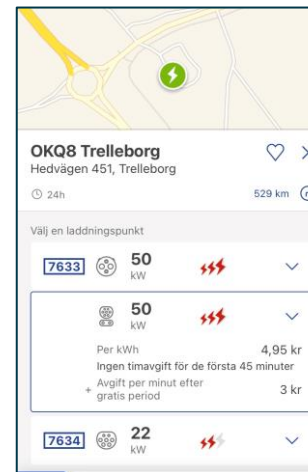 OKQ8 Trelleborg
Hedvägen 451, Trelleborg
24h
529 km
Välj en laddningspunkt
7633
50
kW
50
kW
Per kWh 4,95 kr
Ingen timavgift för de första 45 minuter
+ Avgift per minut efter
gratis period
3 kr
7634
22
kW